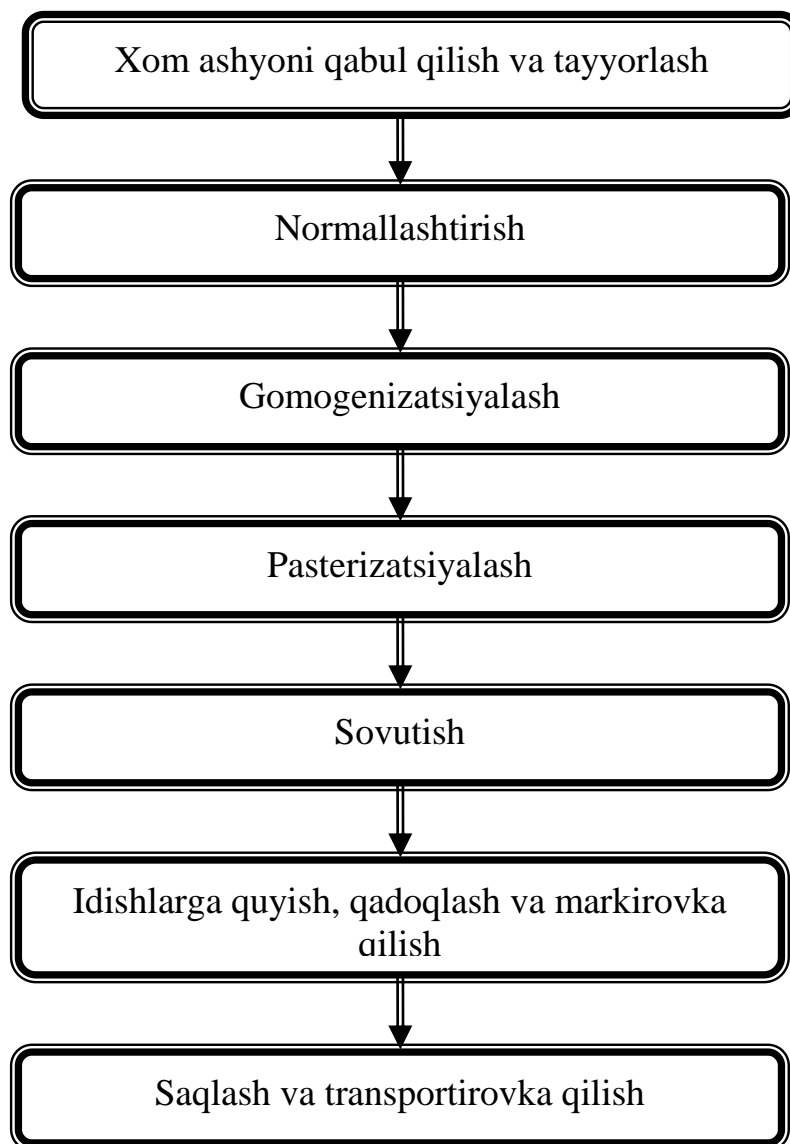 Xom ashyoni qabul qilish va tayyorlash
Normallashtirish
Gomogenizatsiyalash
Pasterizatsiyalash
Sovutish
Idishlarga quyish, qadoqlash va markirovka
qilish
Saqlash va transportirovka qilish